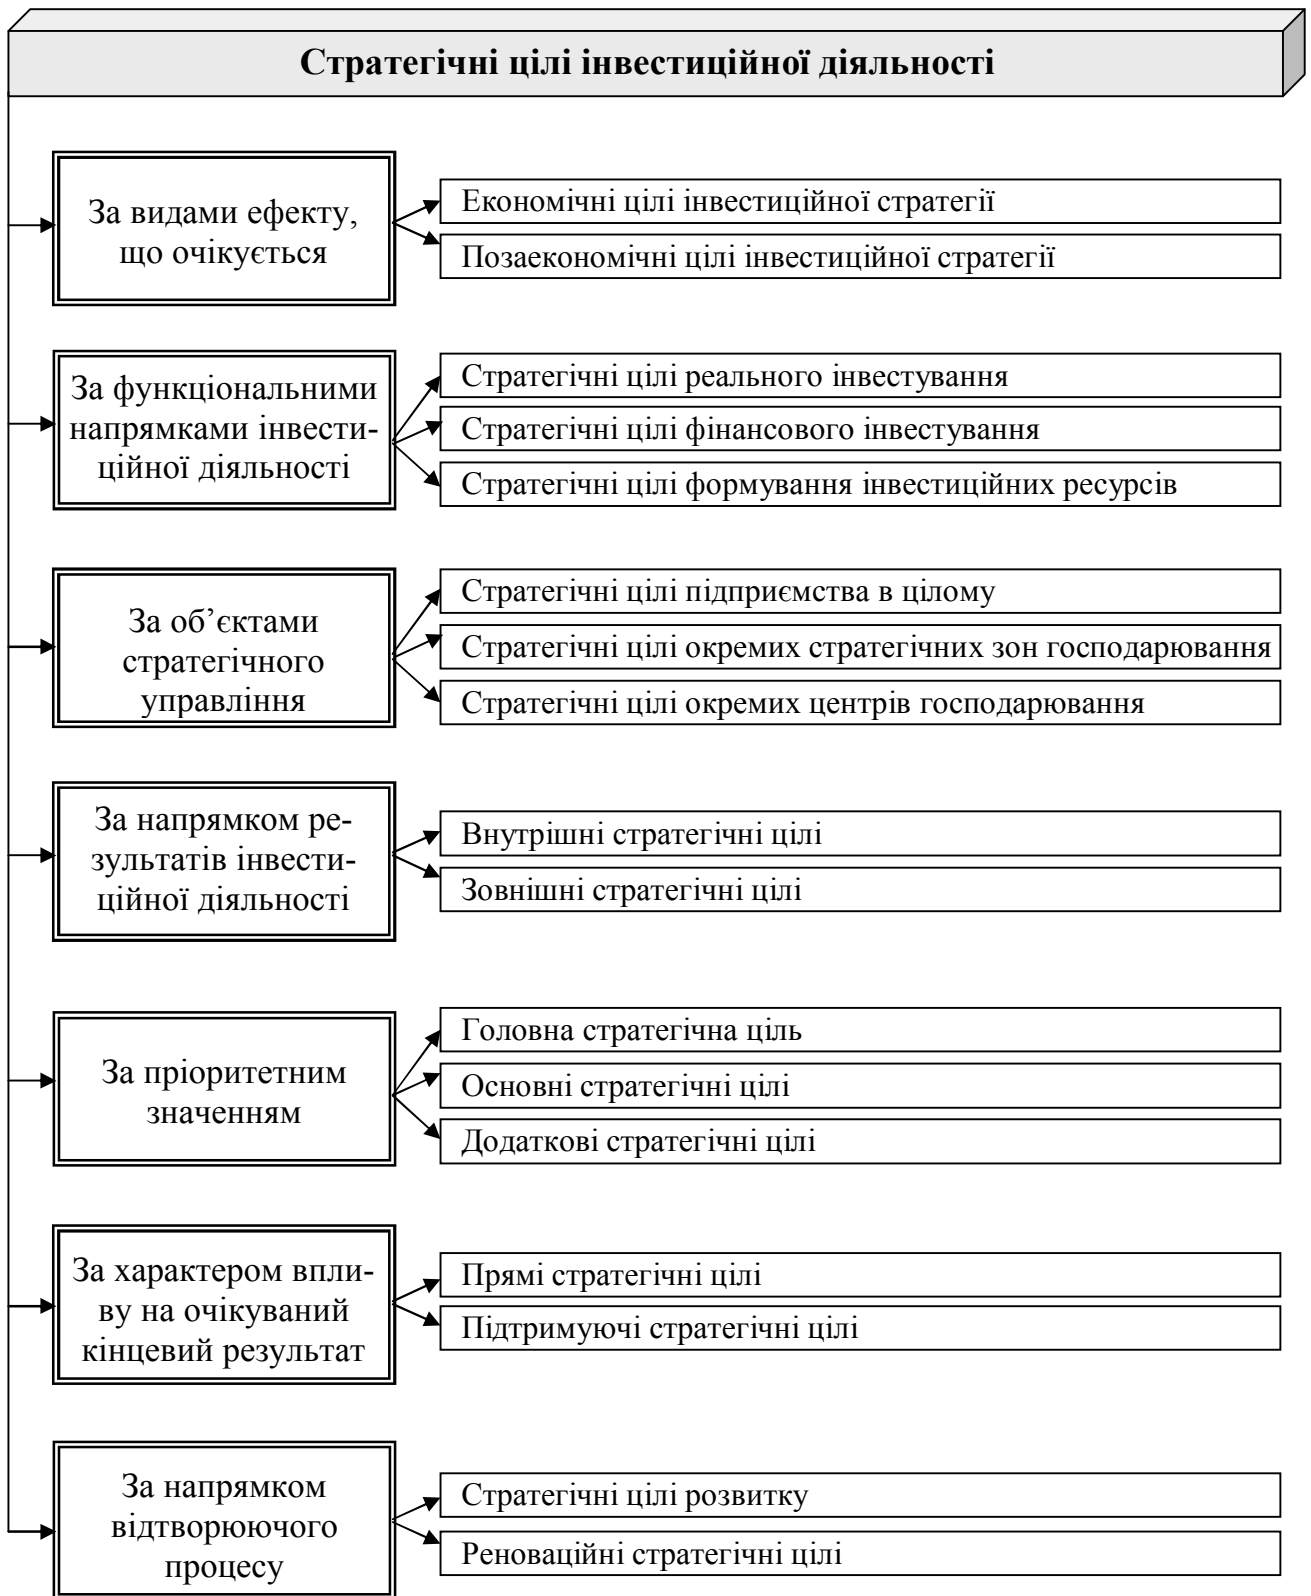 Стратегічні цілі інвестиційної діяльності
За видами ефекту,
що очікується
Економічні цілі інвестиційної стратегії
Позаекономічні цілі інвестиційної стратегії
За функціональними
напрямками інвести-
ційної діяльності
Стратегічні цілі реального інвестування
Стратегічні цілі фінансового інвестування
Стратегічні цілі формування інвестиційних ресурсів
За об’єктами
стратегічного
управління
Стратегічні цілі підприємства в цілому
Стратегічні цілі окремих стратегічних зон господарювання
Стратегічні цілі окремих центрів господарювання
За напрямком ре-
зультатів інвести-
ційної діяльності
Внутрішні стратегічні цілі
Зовнішні стратегічні цілі
За пріоритетним
значенням
Головна стратегічна ціль
Основні стратегічні цілі
Додаткові стратегічні цілі
За характером впли-
ву на очікуваний
кінцевий результат
Прямі стратегічні цілі
Підтримуючі стратегічні цілі
За напрямком
відтворюючого
процесу
Стратегічні цілі розвитку
Реноваційні стратегічні цілі